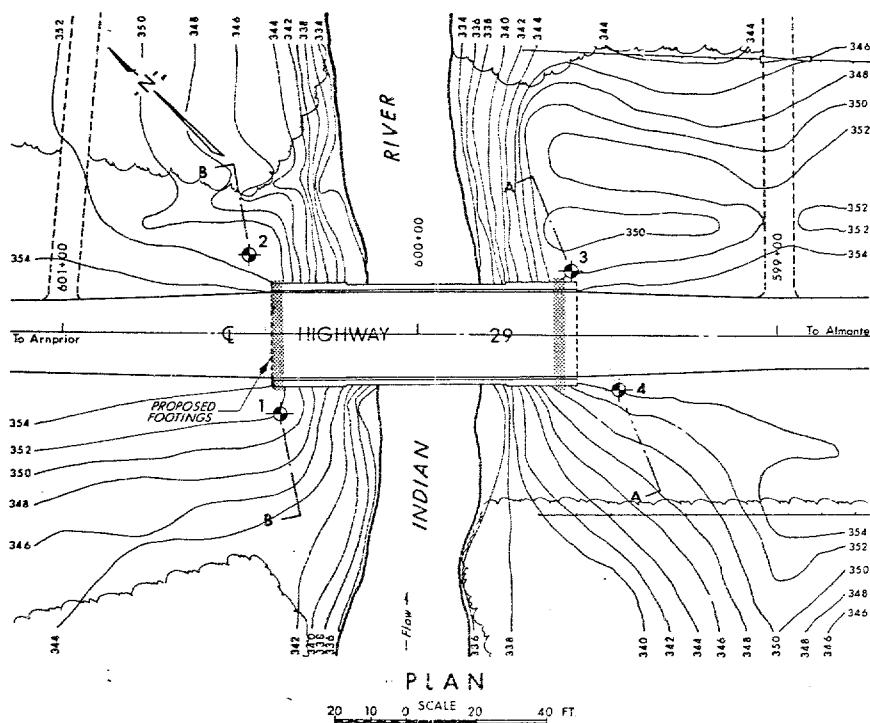 352 350 348 346 344 342 338 334
334 336 338 340 342 344 344 344
346
348
350
352
N
B
A
RIVER
2
3
352
352
350
354
354
601+00
600+00
599+00
To Arnprior
℄ HIGHWAY 29
To Almonte
PROPOSED
FOOTINGS
1
4
354
352
350
348
346
B
A
INDIAN
354
352
350
348
346
344
342 340 338 336
Flow
336 338
340 342 344 346 348 350 348 346
PLAN
SCALE
20 10 0 20 40 FT.